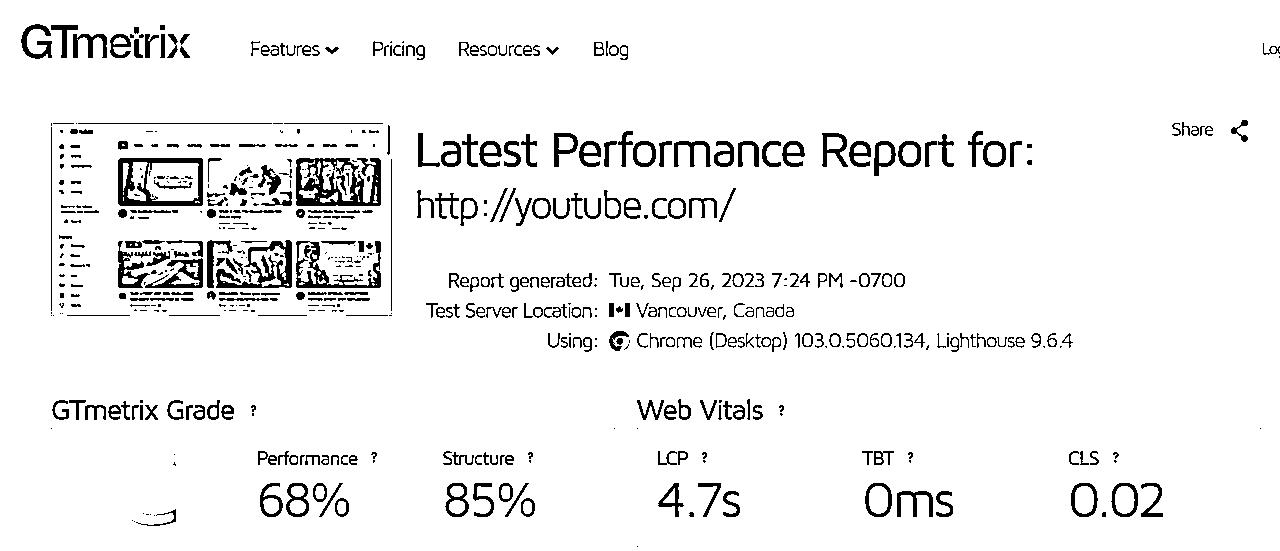 GTmetrix Features Pricing Resources Blog
Share
Latest Performance Report for:
http://youtube.com/
Report generated: Tue, Sep 26, 2023 7:24 PM -0700
Test Server Location: Vancouver, Canada
Using: Chrome (Desktop) 103.0.5060.134, Lighthouse 9.6.4
GTmetrix Grade ? Web Vitals ?
Performance ? Structure ? LCP ? TBT ? CLS ?
68% 85% 4.7s 0ms 0.02